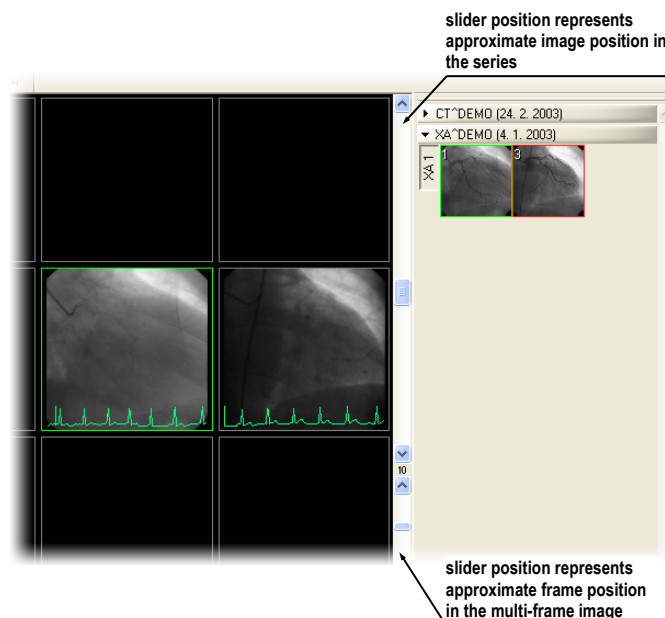 slider position represents
approximate image position in
the series
CT^DEMO (24. 2. 2003)
XA^DEMO (4. 1. 2003)
XA 1
1
3
10
slider position represents
approximate frame position
in the multi-frame image